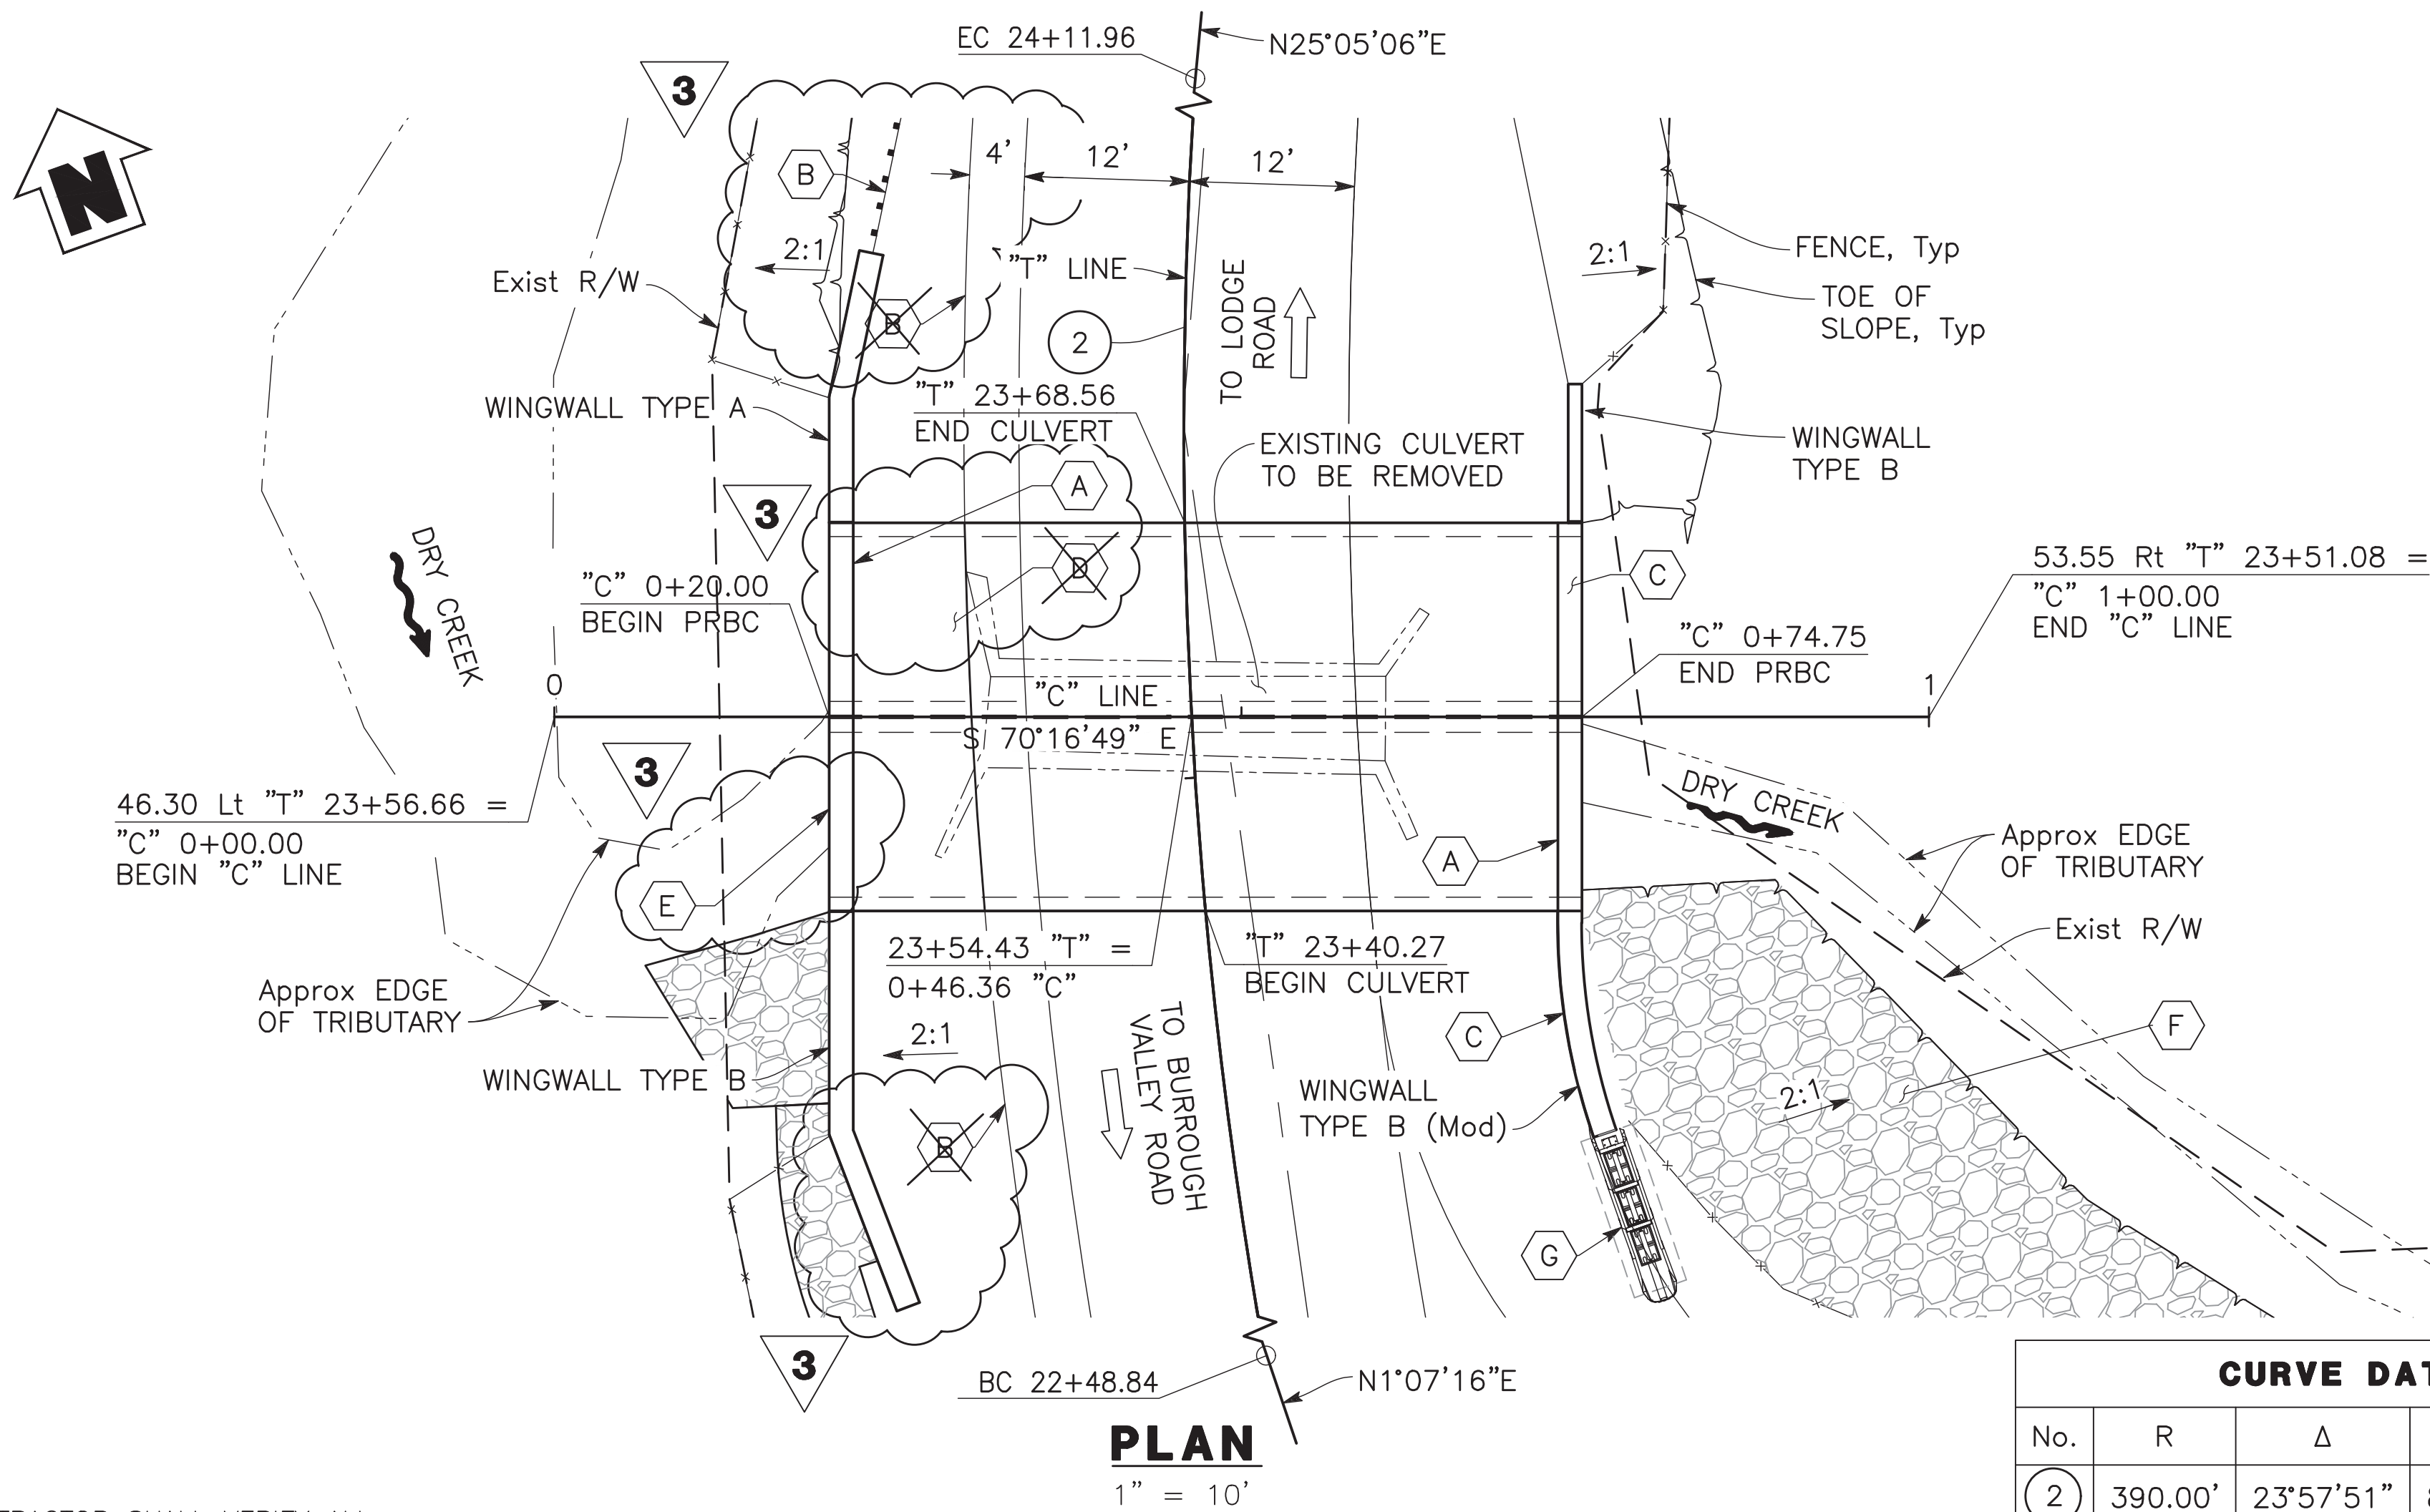 EC 24+11.96
N25°05'06"E
3
N
B
4'
12'
12'
2:1
Exist R/W
"T" LINE
B
2
TO LODGE
ROAD
2:1
FENCE, Typ
TOE OF
SLOPE, Typ
WINGWALL TYPE A
"T" 23+68.56
END CULVERT
EXISTING CULVERT
TO BE REMOVED
WINGWALL
TYPE B
3
A
DRY CREEK
D
C
"C" 0+20.00
BEGIN PRBC
53.55 Rt "T" 23+51.08 =
"C" 1+00.00
END "C" LINE
"C" 0+74.75
END PRBC
0
"C" LINE
1
S 70°16'49" E
3
46.30 Lt "T" 23+56.66 =
"C" 0+00.00
BEGIN "C" LINE
DRY CREEK
A
Approx EDGE
OF TRIBUTARY
E
Exist R/W
23+54.43 "T" =
0+46.36 "C"
"T" 23+40.27
BEGIN CULVERT
Approx EDGE
OF TRIBUTARY
2:1
TO BURROUGH
VALLEY ROAD
C
F
WINGWALL TYPE B
WINGWALL
TYPE B (Mod)
2:1
B
G
3
BC 22+48.84
N1°07'16"E
PLAN
1" = 10'
CURVE DAT
No. R Δ
2 390.00' 23°57'51"